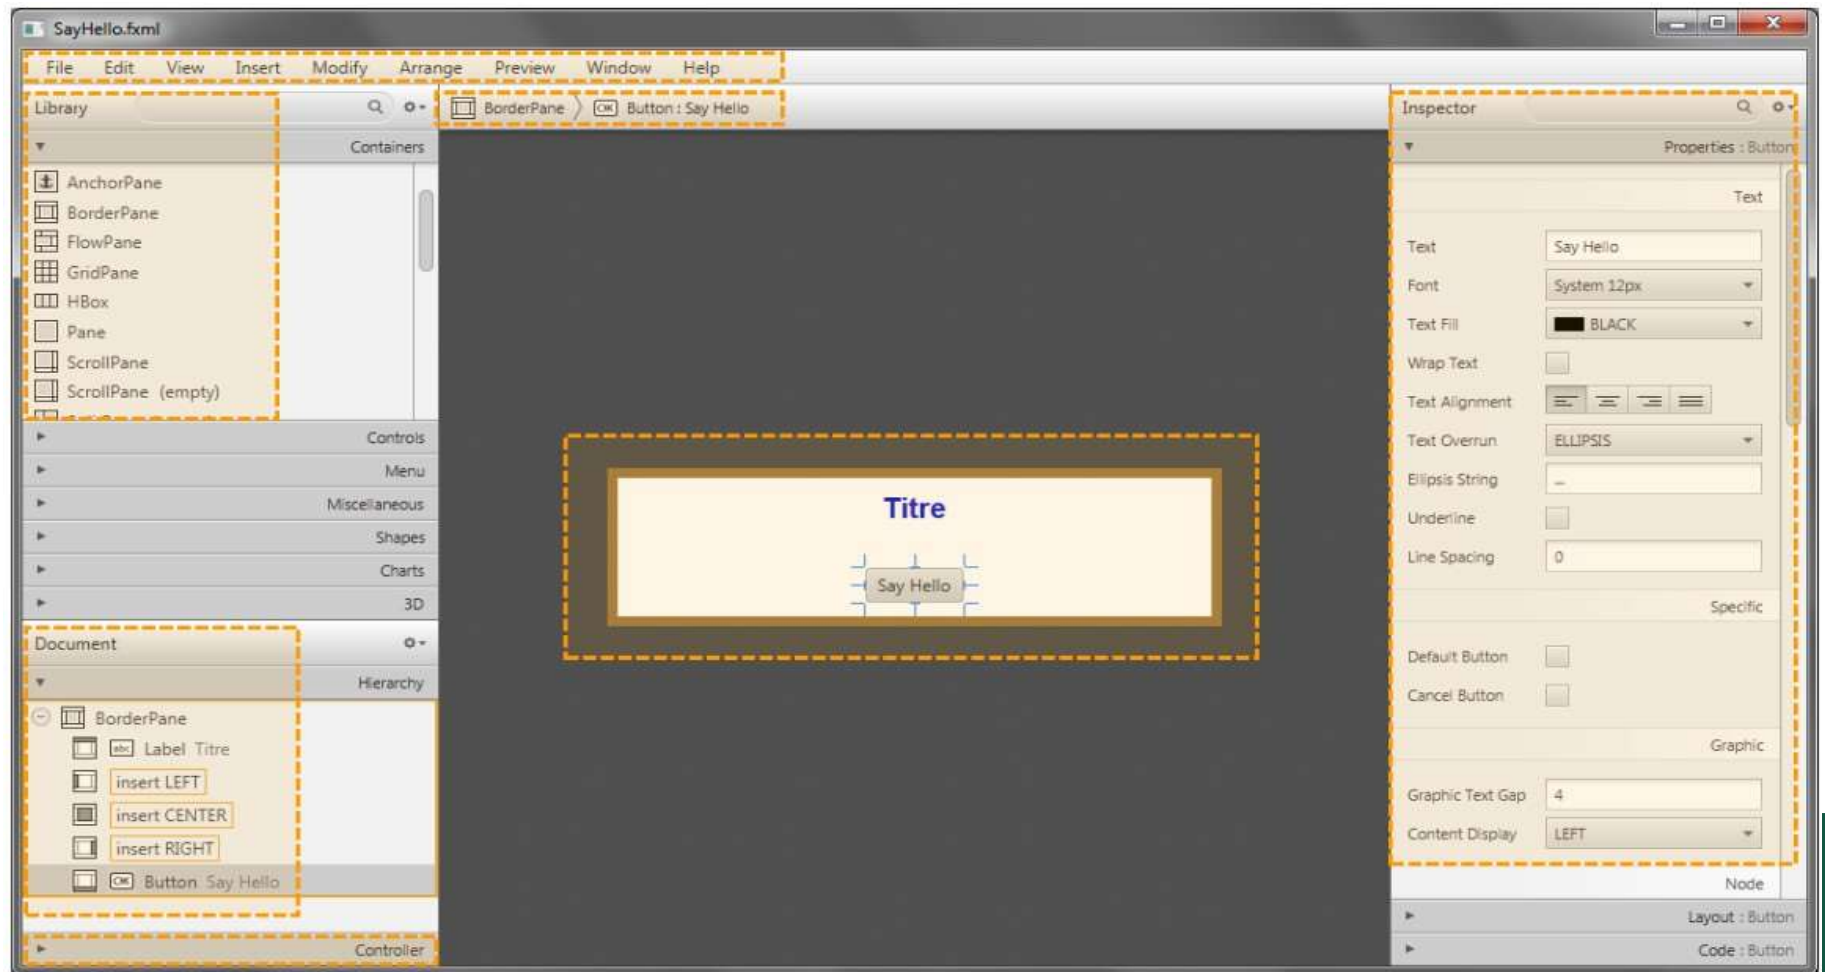 SayHello.fxml
File Edit View Insert Modify Arrange Preview Window Help
Library
Containers
AnchorPane
BorderPane
FlowPane
GridPane
HBox
Pane
ScrollPane
ScrollPane (empty)
Controls
Menu
Miscellaneous
Shapes
Charts
3D
Document
Hierarchy
BorderPane
abc Label Titre
insert LEFT
insert CENTER
insert RIGHT
OK Button Say Hello
Controller
BorderPane OK Button : Say Hello
Titre
Say Hello
Inspector
Properties : Button
Text
Text Say Hello
Font System 12px
Text Fill BLACK
Wrap Text
Text Alignment
Text Overrun ELLIPSIS
Ellipsis String ...
Underline
Line Spacing 0
Specific
Default Button
Cancel Button
Graphic
Graphic Text Gap 4
Content Display LEFT
Node
Layout : Button
Code : Button